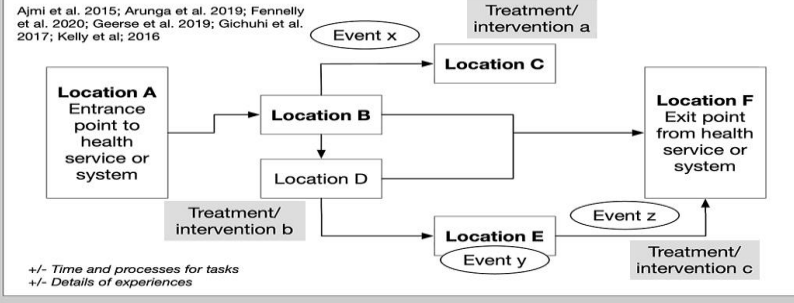 Ajmi et al. 2015; Arunga et al. 2019; Fennelly
et al. 2020; Geerse et al. 2019; Gichuhi et al.
2017; Kelly et al; 2016
Event x
Treatment/
intervention a
Location C
Location A
Entrance
point to
health
service or
system
Location B
Location D
Treatment/
intervention b
Location E
Event y
Event z
Location F
Exit point
from health
service or
system
Treatment/
intervention c
+/- Time and processes for tasks
+/- Details of experiences